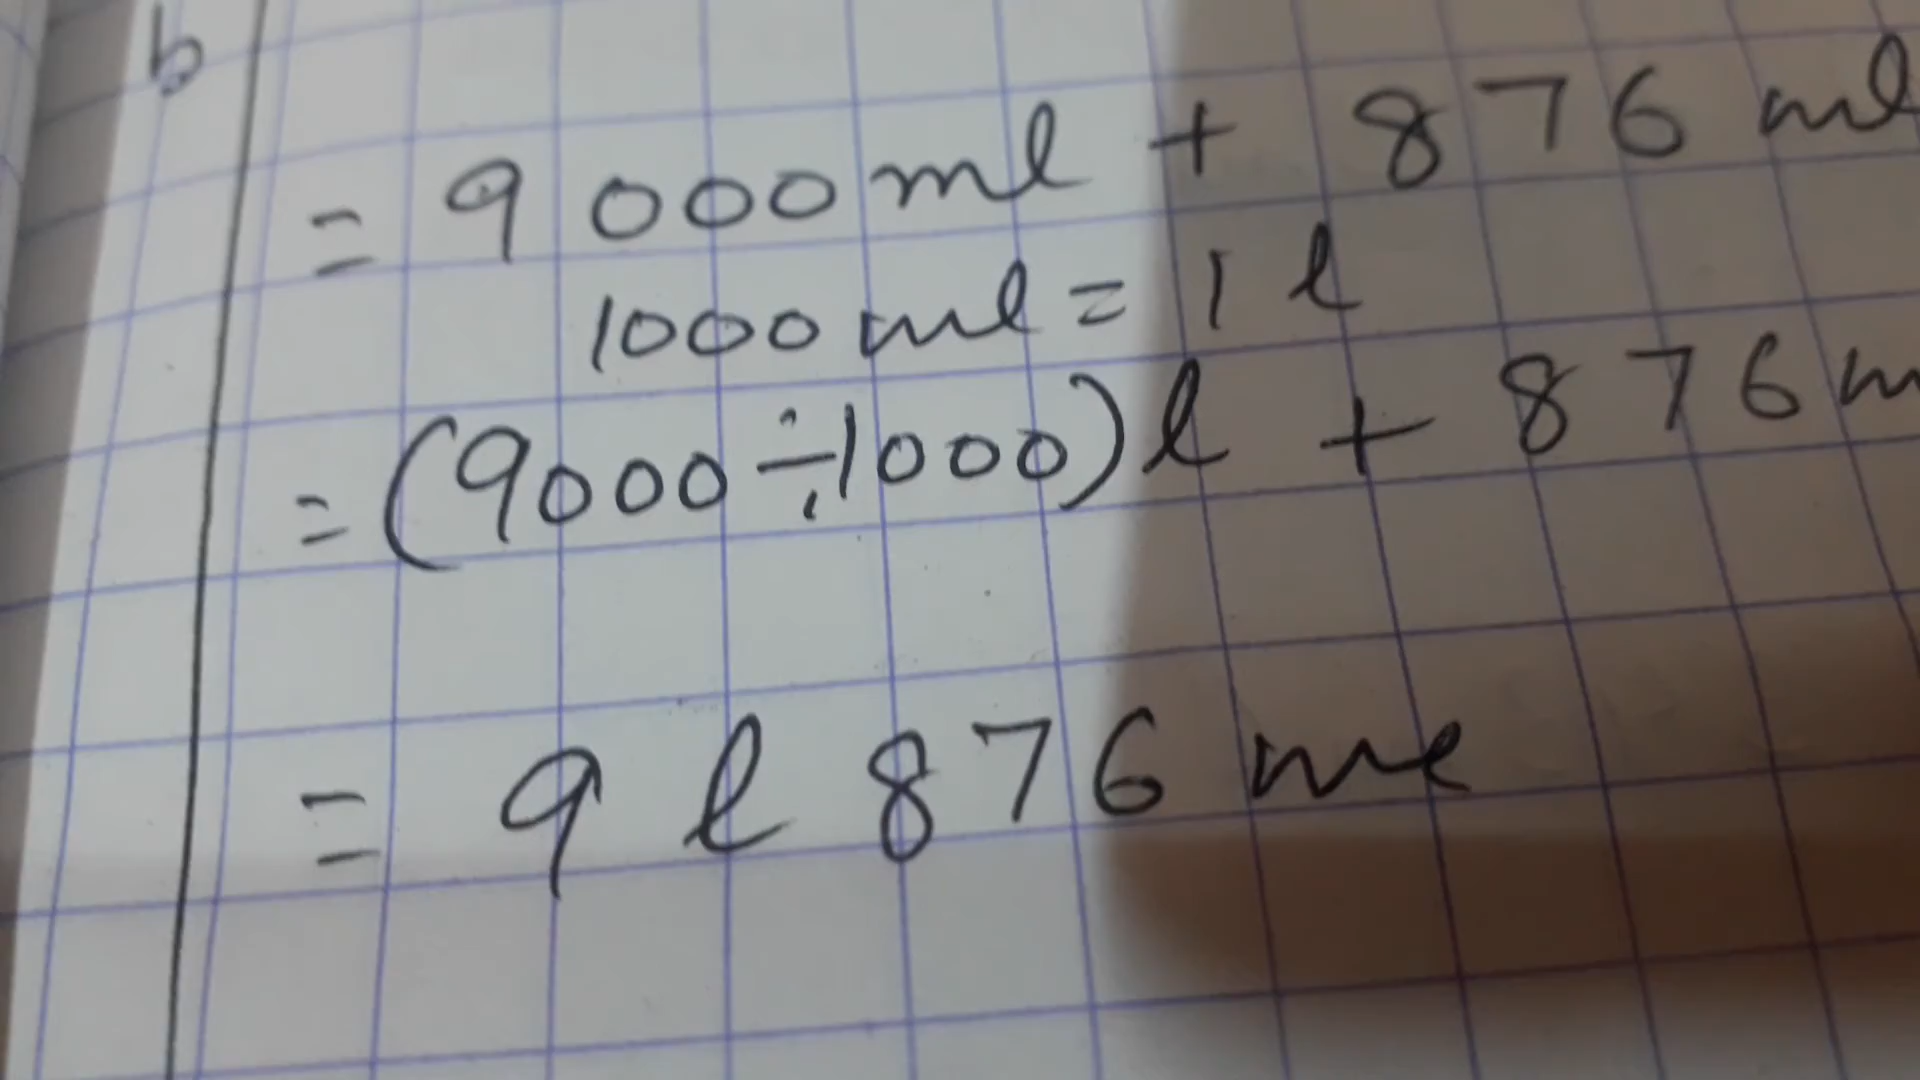 b
= 9000 ml + 876 ml
1000 ml = 1 l
= (9000 ÷ 1000) l + 876 m
= 9 l 876 ml